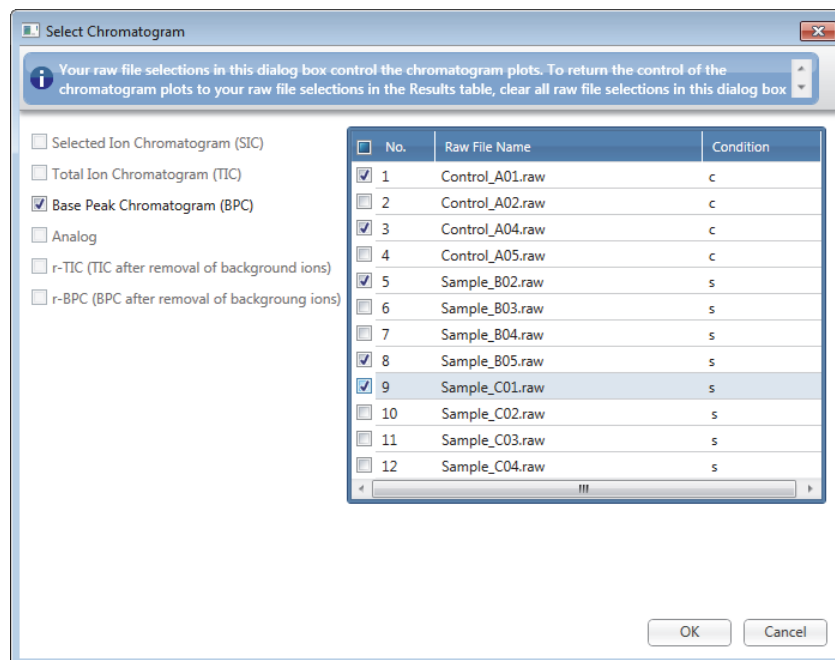 Select Chromatogram
Your raw file selections in this dialog box control the chromatogram plots. To return the control of the
chromatogram plots to your raw file selections in the Results table, clear all raw file selections in this dialog box
Selected Ion Chromatogram (SIC)
Total Ion Chromatogram (TIC)
Base Peak Chromatogram (BPC)
Analog
r-TIC (TIC after removal of background ions)
r-BPC (BPC after removal of backgroung ions)
No. Raw File Name Condition
1 Control_A01.raw c
2 Control_A02.raw c
3 Control_A04.raw c
4 Control_A05.raw c
5 Sample_B02.raw s
6 Sample_B03.raw s
7 Sample_B04.raw s
8 Sample_B05.raw s
9 Sample_C01.raw s
10 Sample_C02.raw s
11 Sample_C03.raw s
12 Sample_C04.raw s
OK Cancel